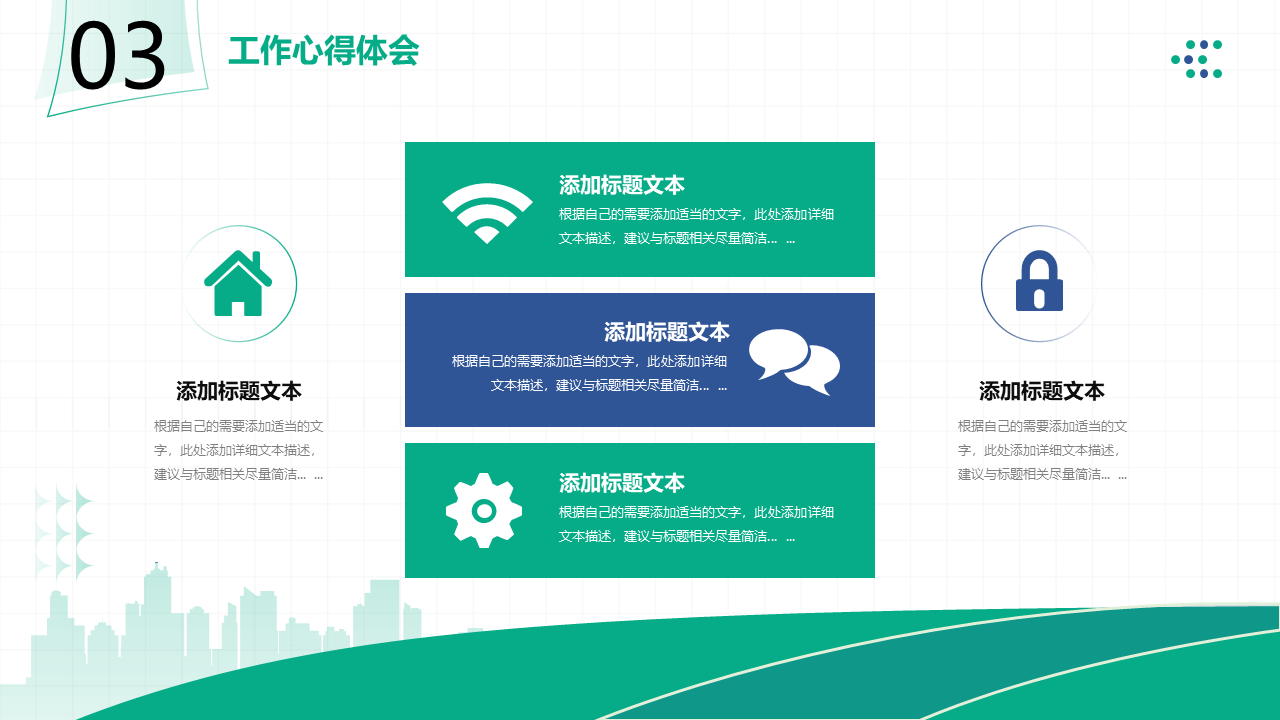 03
工作心得体会
添加标题文本
根据自己的需要添加适当的文字，此处添加详细
文本描述，建议与标题相关尽量简洁... ...
添加标题文本
根据自己的需要添加适当的文字，此处添加详细
文本描述，建议与标题相关尽量简洁... ...
添加标题文本
根据自己的需要添加适当的文字，此处添加详细
文本描述，建议与标题相关尽量简洁... ...
添加标题文本
根据自己的需要添加适当的文
字，此处添加详细文本描述，
建议与标题相关尽量简洁... ...
添加标题文本
根据自己的需要添加适当的文
字，此处添加详细文本描述，
建议与标题相关尽量简洁... ...